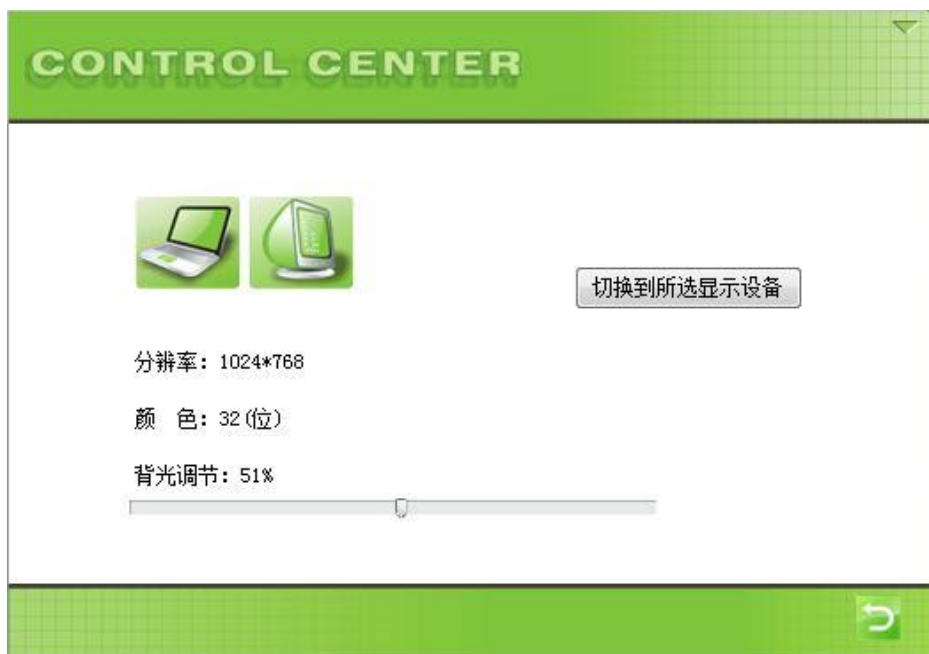 CONTROL CENTER
切换到所选显示设备
分辨率：1024*768
颜 色：32(位)
背光调节：51%